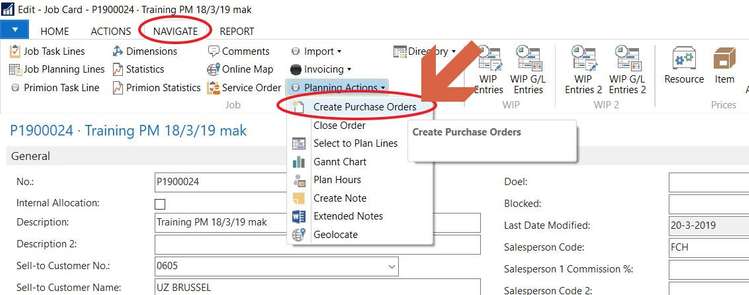 Edit - Job Card - P1900024 · Training PM 18/3/19 mak
HOME ACTIONS NAVIGATE REPORT
Job Task Lines Dimensions Comments Import Directory WIP Entries WIP G/L Entries WIP Entries 2 WIP G/L Entries 2 Resource Item
Job Planning Lines Statistics Online Map Invoicing
Primion Task Line Primion Statistics Service Order Planning Actions
Job WIP WIP 2 Prices
Create Purchase Orders
Close Order
Create Purchase Orders
Select to Plan Lines
Gannt Chart
Plan Hours
Create Note
Extended Notes
Geolocate
P1900024 · Training PM 18/3/19 mak
General
No.: P1900024
Internal Allocation:
Description: Training PM 18/3/19 mak
Description 2:
Sell-to Customer No.: 0605
Sell-to Customer Name: UZ BRUSSEL
Doel:
Blocked:
Last Date Modified: 20-3-2019
Salesperson Code: FCH
Salesperson 1 Commission %:
Salesperson Code 2: